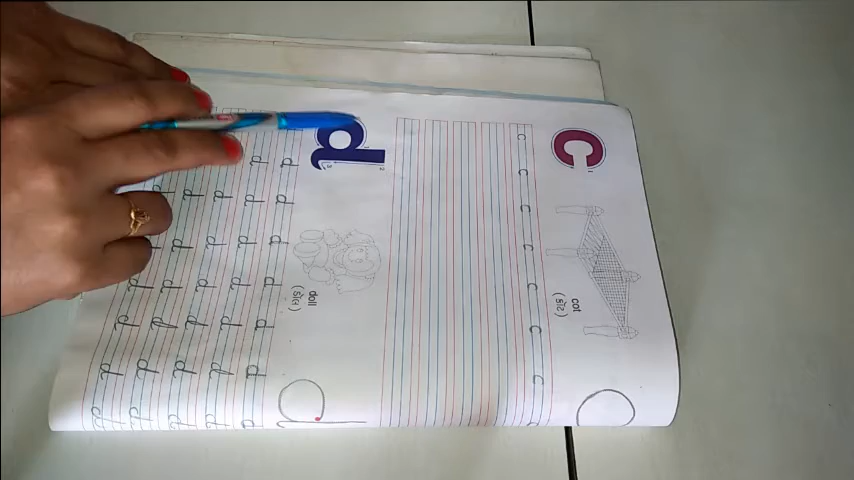 c c
cot
c c c c c c c c
d d
doll
d d d d d d d
d d d d d d d
d d d d d d
d d d d d d
d d d d d